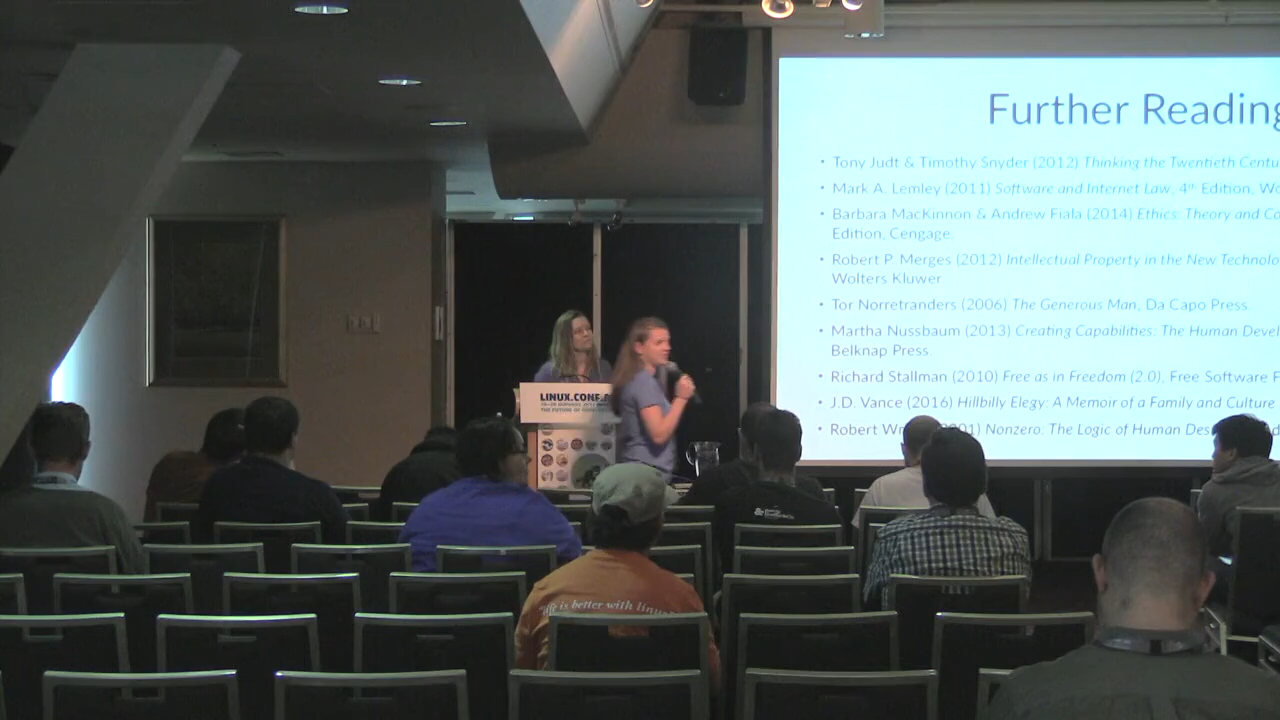 Further Reading
• Tony Judt & Timothy Snyder (2012) Thinking the Twentieth Centu
• Mark A. Lemley (2011) Software and Internet Law, 4th Edition, Wo
• Barbara MacKinnon & Andrew Fiala (2014) Ethics: Theory and Co
Edition, Cengage.
• Robert P. Merges (2012) Intellectual Property in the New Technolo
Wolters Kluwer
• Tor Norretranders (2006) The Generous Man, Da Capo Press.
• Martha Nussbaum (2013) Creating Capabilities: The Human Devel
Belknap Press.
• Richard Stallman (2010) Free as in Freedom (2.0), Free Software F
• J.D. Vance (2016) Hillbilly Elegy: A Memoir of a Family and Culture
• Robert Wr 001) Nonzero: The Logic of Human Des
LINUX.CONF.A
THE FUTURE OF
life is better with linux